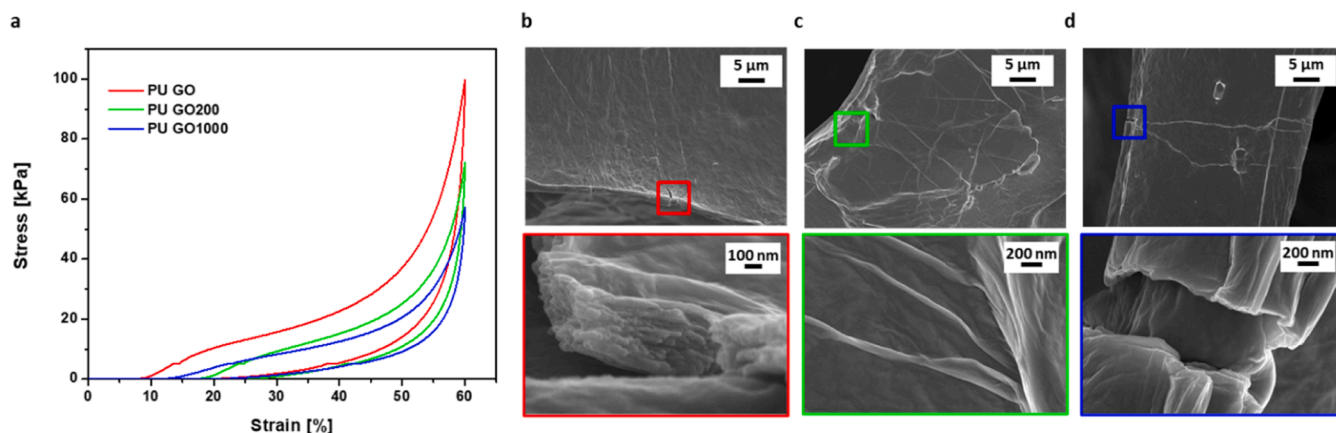 a
b
c
d
100
80
60
40
20
0
Stress [kPa]
PU GO
PU GO200
PU GO1000
0 10 20 30 40 50 60
Strain [%]
5 µm
5 µm
5 µm
100 nm
200 nm
200 nm